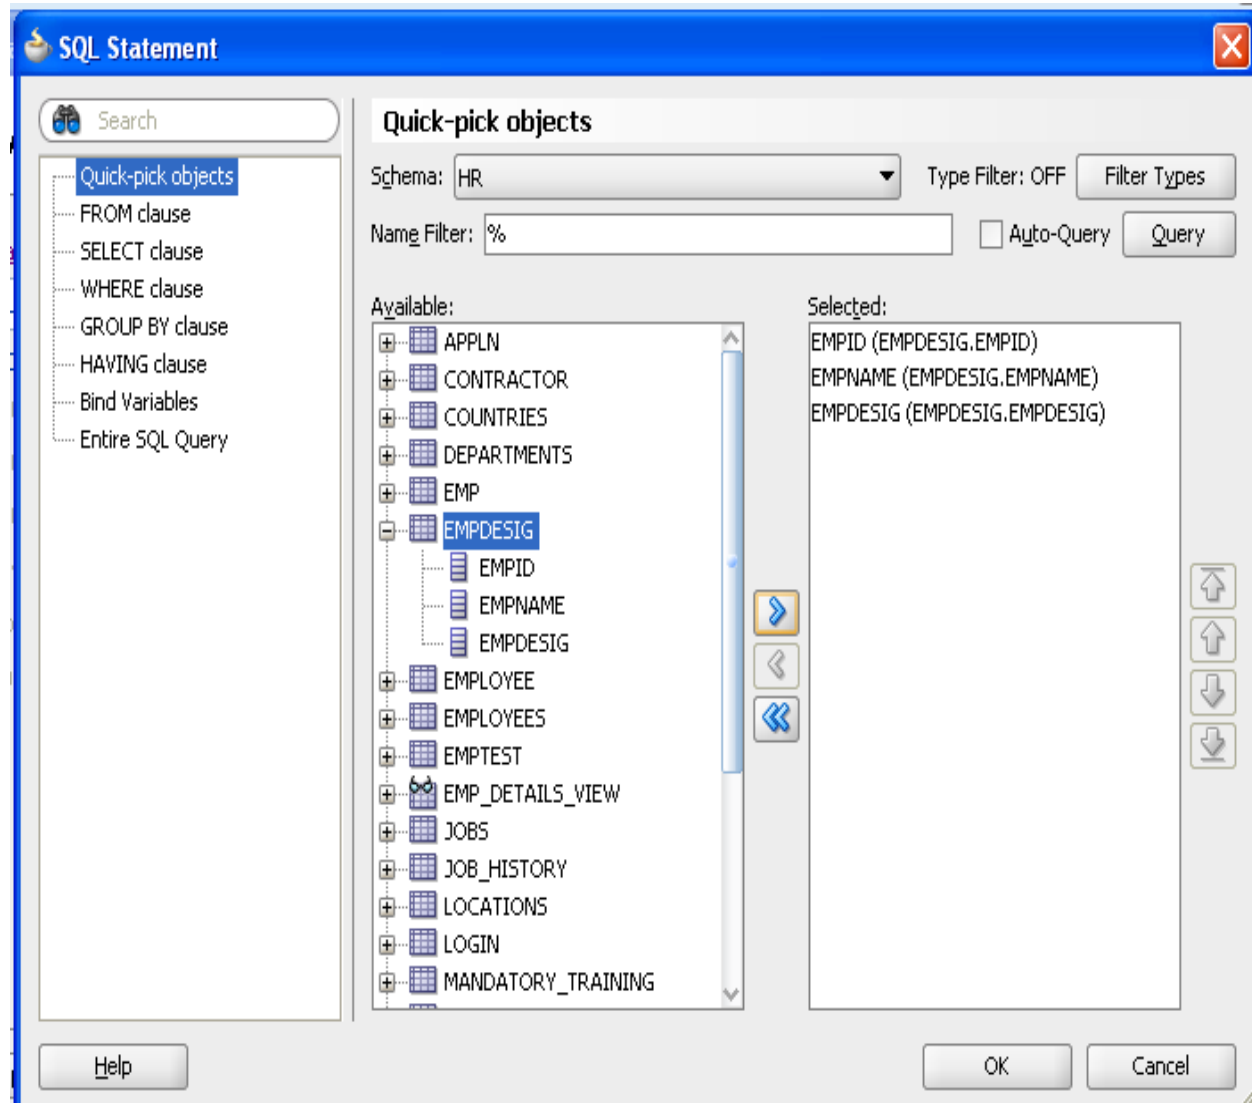 SQL Statement
Search
Quick-pick objects
FROM clause
SELECT clause
WHERE clause
GROUP BY clause
HAVING clause
Bind Variables
Entire SQL Query
Quick-pick objects
Schema: HR Type Filter: OFF Filter Types
Name Filter: % Auto-Query Query
Available:
APPLN
CONTRACTOR
COUNTRIES
DEPARTMENTS
EMP
EMPDESIG
EMPID
EMPNAME
EMPDESIG
EMPLOYEE
EMPLOYEES
EMPTEST
EMP_DETAILS_VIEW
JOBS
JOB_HISTORY
LOCATIONS
LOGIN
MANDATORY_TRAINING
Selected:
EMPID (EMPDESIG.EMPID)
EMPNAME (EMPDESIG.EMPNAME)
EMPDESIG (EMPDESIG.EMPDESIG)
Help OK Cancel